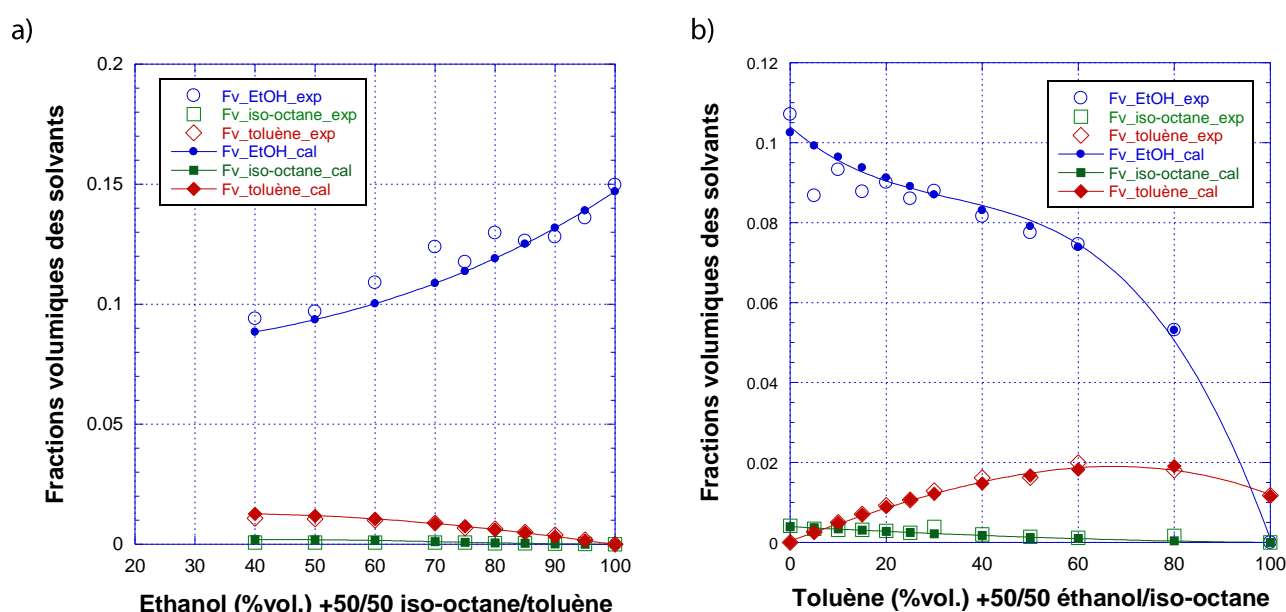 a)
Fractions volumiques des solvants
0.2
0.15
0.1
0.05
0
Fv_EtOH_exp
Fv_iso-octane_exp
Fv_toluène_exp
Fv_EtOH_cal
Fv_iso-octane_cal
Fv_toluène_cal
20 20 40 50 60 70 80 90 100
Ethanol (%vol.) +50/50 iso-octane/toluène
b)
Fractions volumiques des solvants
0.12
0.1
0.08
0.06
0.04
0.02
0
Fv_EtOH_exp
Fv_iso-octane_exp
Fv_toluène_exp
Fv_EtOH_cal
Fv_iso-octane_cal
Fv_toluène_cal
0 20 40 60 80 100
Toluène (%vol.) +50/50 éthanol/iso-octane